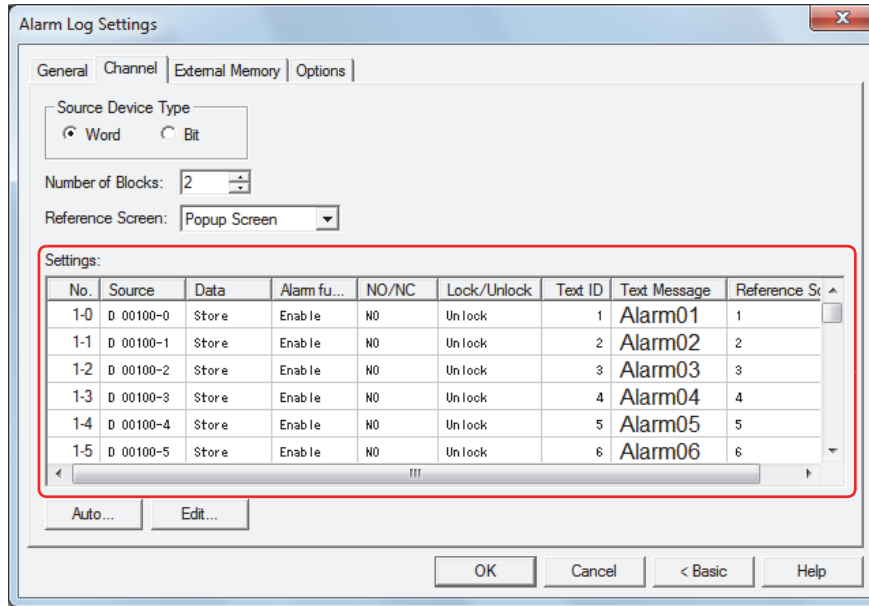 Alarm Log Settings
General Channel External Memory Options
Source Device Type
Word Bit
Number of Blocks: 2
Reference Screen: Popup Screen
Settings:
No. Source Data Alarm fu... NO/NC Lock/Unlock Text ID Text Message Reference Sc
1-0 D 00100-0 Store Enable NO Unlock 1 Alarm01 1
1-1 D 00100-1 Store Enable NO Unlock 2 Alarm02 2
1-2 D 00100-2 Store Enable NO Unlock 3 Alarm03 3
1-3 D 00100-3 Store Enable NO Unlock 4 Alarm04 4
1-4 D 00100-4 Store Enable NO Unlock 5 Alarm05 5
1-5 D 00100-5 Store Enable NO Unlock 6 Alarm06 6
Auto... Edit...
OK Cancel < Basic Help